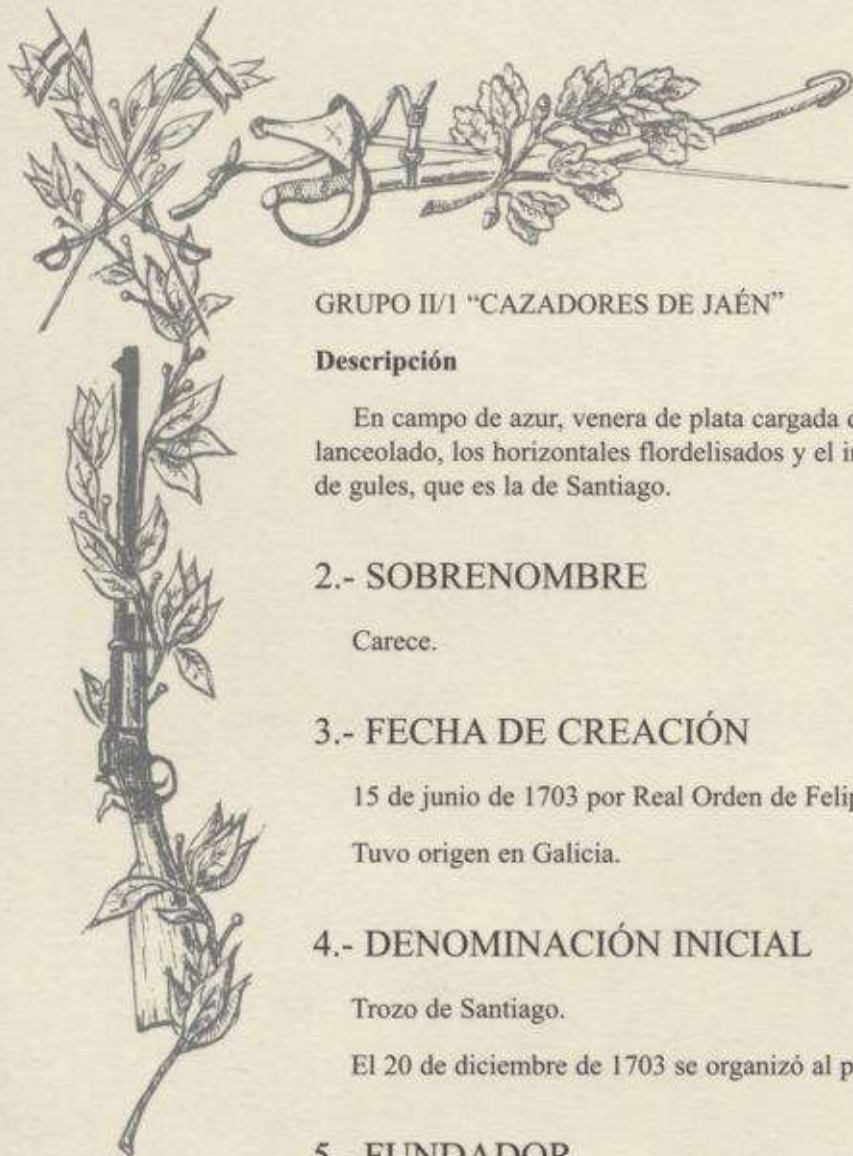 GRUPO II/1 “CAZADORES DE JAÉN”
Descripción
En campo de azur, venera de plata cargada
lanceolado, los horizontales flordelisados y el
de gules, que es la de Santiago.
2.- SOBRENOMBRE
Carece.
3.- FECHA DE CREACIÓN
15 de junio de 1703 por Real Orden de
Tuvo origen en Galicia.
4.- DENOMINACIÓN INICIAL
Trozo de Santiago.
El 20 de diciembre de 1703 se organizó al
5.- FUNDADOR